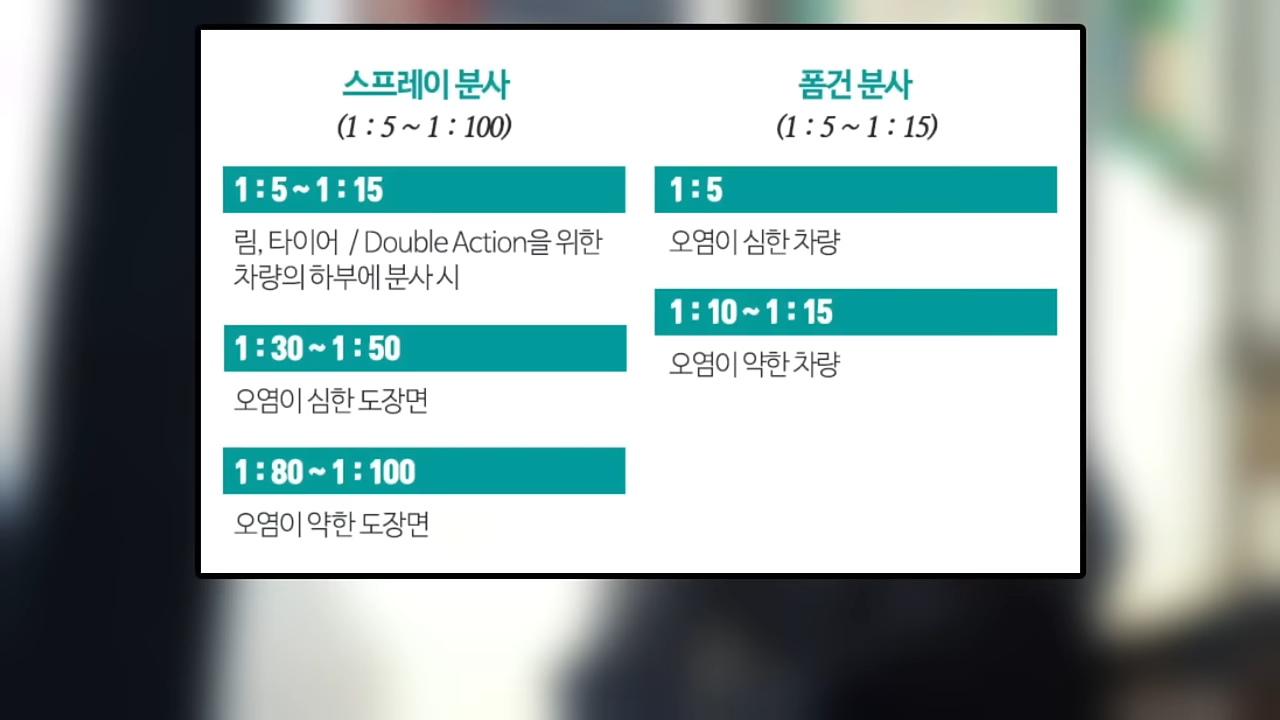 스프레이 분사
(1 : 5 ~ 1 : 100)
1 : 5 ~ 1 : 15
림, 타이어 / Double Action을 위한
차량의 하부에 분사 시
1 : 30 ~ 1 : 50
오염이 심한 도장면
1 : 80 ~ 1 : 100
오염이 약한 도장면
폼건 분사
(1 : 5 ~ 1 : 15)
1 : 5
오염이 심한 차량
1 : 10 ~ 1 : 15
오염이 약한 차량